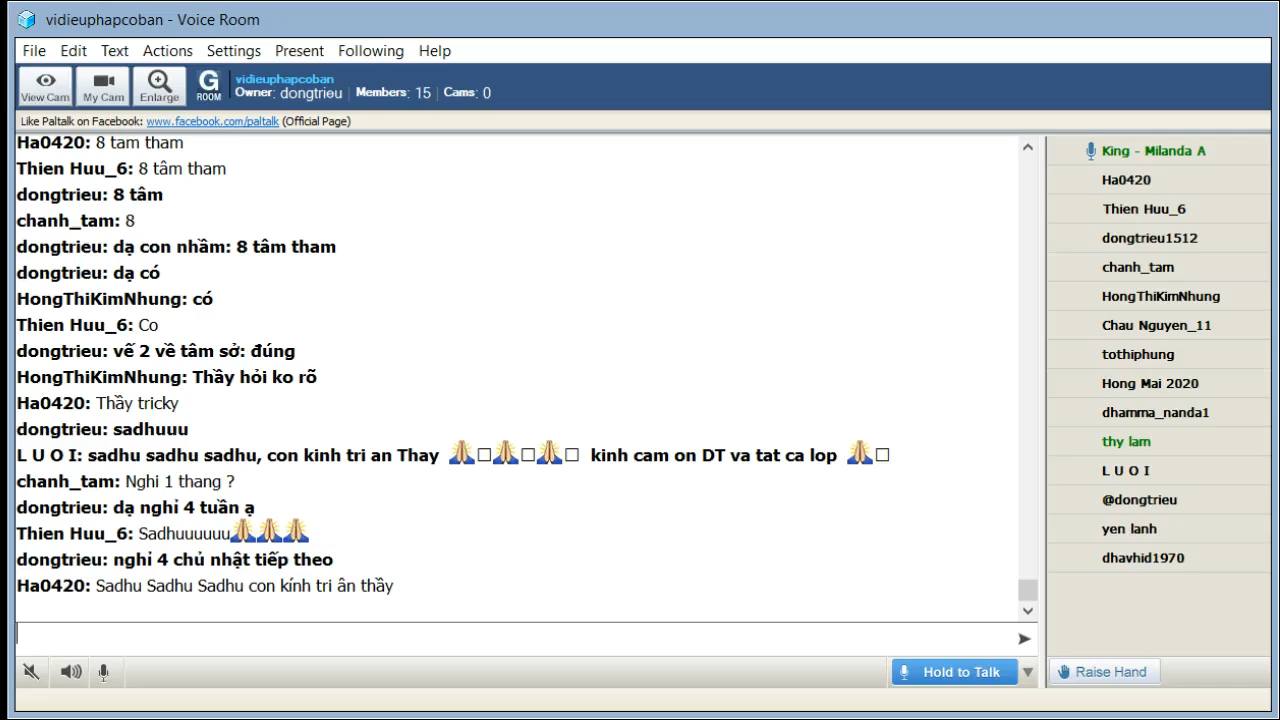 vidieuphapcoban - Voice Room
File Edit Text Actions Settings Present Following Help
View Cam My Cam Enlarge G ROOM
vidieuphapcoban
Owner: dongtrieu | Members: 15 | Cams: 0
Like Paltalk on Facebook: www.facebook.com/paltalk (Official Page)
Ha0420: 8 tam tham
Thien Huu_6: 8 tâm tham
dongtrieu: 8 tâm
chanh_tam: 8
dongtrieu: dạ con nhầm: 8 tâm tham
dongtrieu: dạ có
HongThiKimNhung: có
Thien Huu_6: Co
dongtrieu: vế 2 về tâm sở: đúng
HongThiKimNhung: Thầy hỏi ko rõ
Ha0420: Thầy tricky
dongtrieu: sadhuuu
L U O I: sadhu sadhu sadhu, con kinh tri an Thay 🙏□🙏□🙏□ kinh cam on DT va tat ca lop 🙏□
chanh_tam: Nghi 1 thang ?
dongtrieu: dạ nghỉ 4 tuần ạ
Thien Huu_6: Sadhuuuuuu🙏🙏🙏
dongtrieu: nghỉ 4 chủ nhật tiếp theo
Ha0420: Sadhu Sadhu Sadhu con kính tri ân thầy
King - Milanda A
Ha0420
Thien Huu_6
dongtrieu1512
chanh_tam
HongThiKimNhung
Chau Nguyen_11
tothiphung
Hong Mai 2020
dhamma_nanda1
thy lam
L U O I
@dongtrieu
yen lanh
dhavhid1970
Hold to Talk
Raise Hand